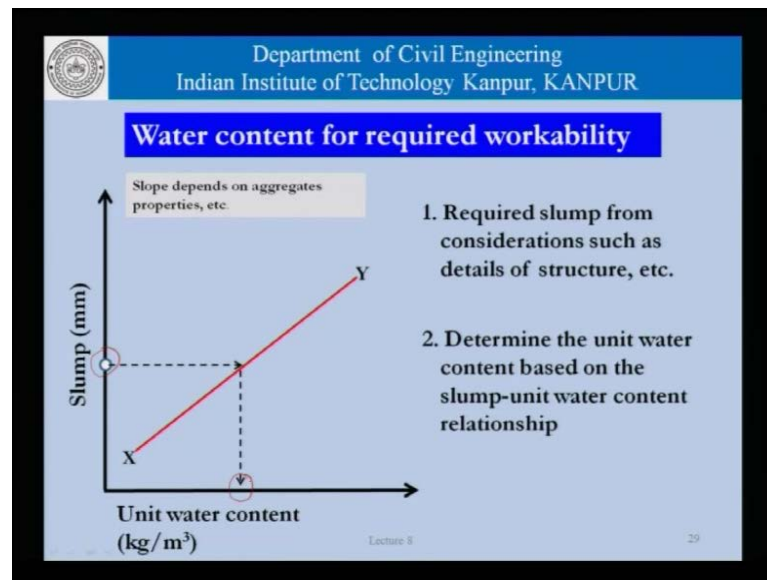 Department of Civil Engineering
Indian Institute of Technology Kanpur, KANPUR
Water content for required workability
Slope depends on aggregates
properties, etc.
Slump (mm)
X
Y
Unit water content
(kg/m³)
1. Required slump from
considerations such as
details of structure, etc.
2. Determine the unit water
content based on the
slump-unit water content
relationship
Lecture 8
29